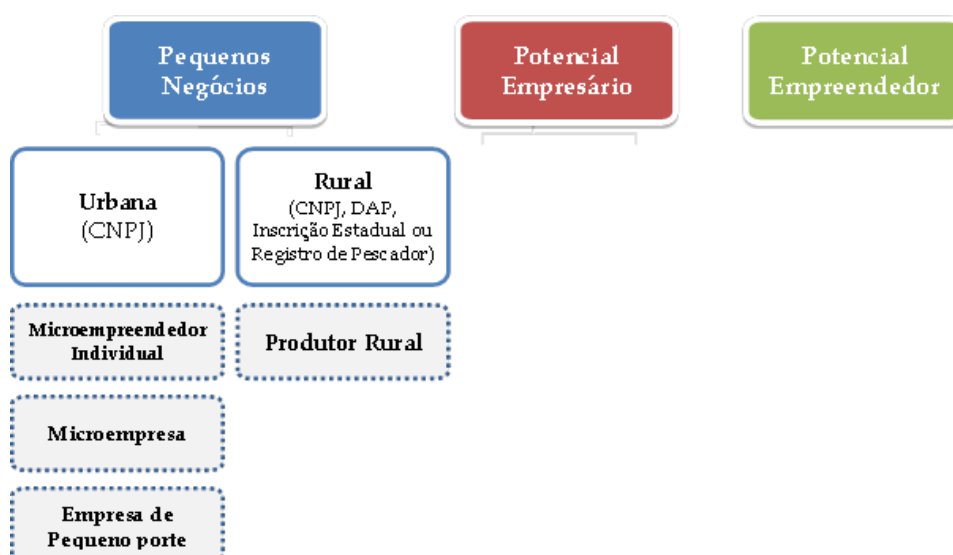 Pequenos
Negócios
Potencial
Empresário
Potencial
Empreendedor
Urbana
(CNPJ)
Rural
(CNPJ, DAP,
Inscrição Estadual ou
Registro de Pescador)
Microempreendedor
Individual
Produtor Rural
Microempresa
Empresa de
Pequeno porte